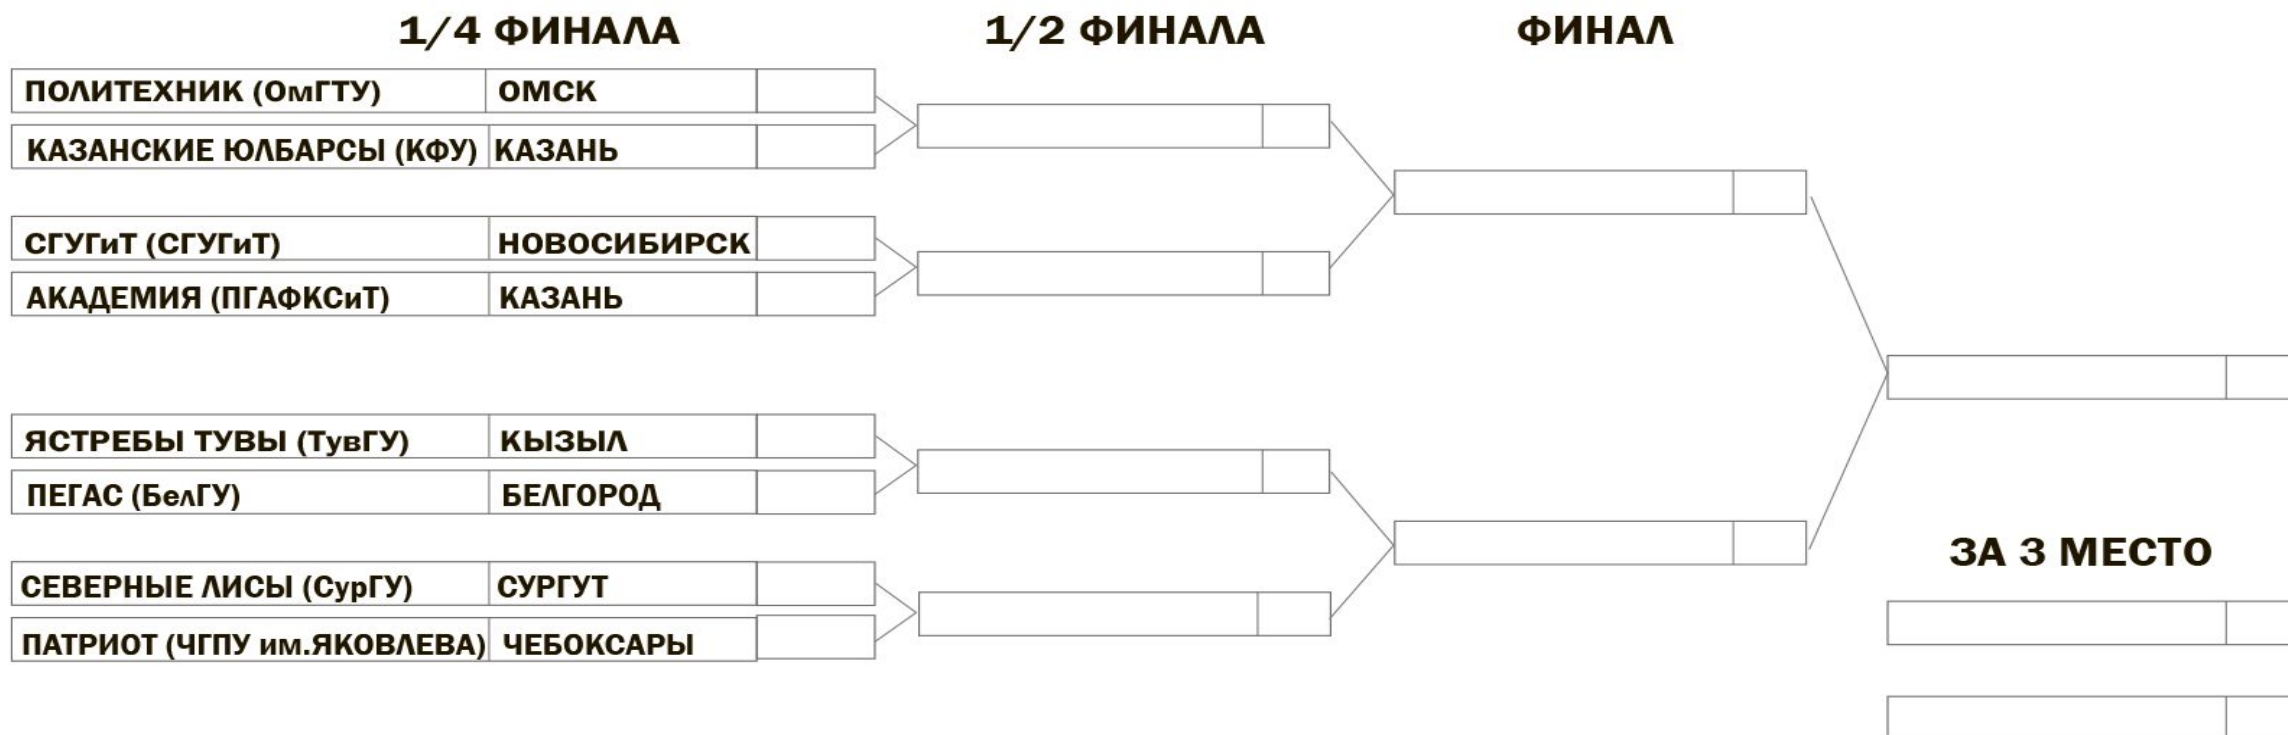 1/4 ФИНАЛА 1/2 ФИНАЛА ФИНАЛ
ПОЛИТЕХНИК (ОмГТУ) ОМСК
КАЗАНСКИЕ ЮЛБАРСЫ (КФУ) КАЗАНЬ
СГУГиТ (СГУГиТ) НОВОСИБИРСК
АКАДЕМИЯ (ПГАФКСиТ) КАЗАНЬ
ЯСТРЕБЫ ТУВЫ (ТувГУ) КЫЗЫЛ
ПЕГАС (БелГУ) БЕЛГОРОД
ЗА 3 МЕСТО
СЕВЕРНЫЕ ЛИСЫ (СурГУ) СУРГУТ
ПАТРИОТ (ЧГПУ им.ЯКОВЛЕВА) ЧЕБОКСАРЫ